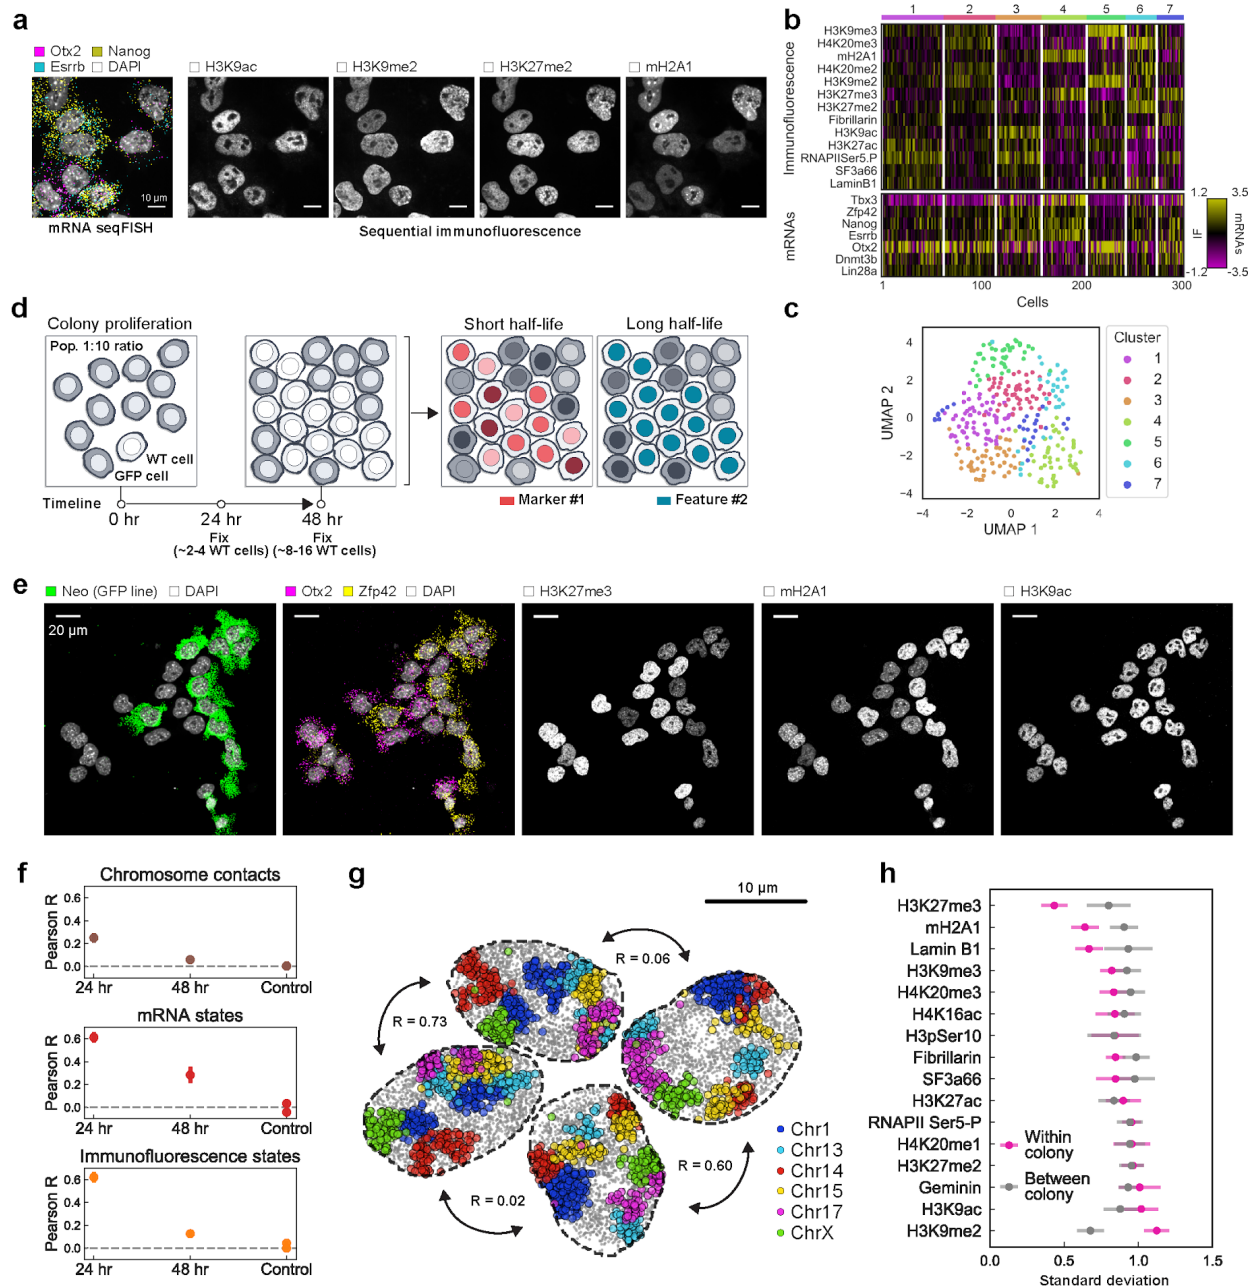 a
Otx2 Nanog
Esrrb DAPI
H3K9ac
H3K9me2
H3K27me2
mH2A1
10 µm
mRNA seqFISH
Sequential immunofluorescence
b
1 2 3 4 5 6 7
Immunofluorescence
H3K9me3
H4K20me3
mH2A1
H4K20me2
H3K9me2
H3K27me3
H3K27me2
Fibrillarin
H3K9ac
H3K27ac
RNAPIISer5.P
SF3a66
LaminB1
mRNAs
Tbx3
Zfp42
Nanog
Esrrb
Otx2
Dnmt3b
Lin28a
1 100 200 300
Cells
1.2 3.5
IF
mRNAs
-1.2 -3.5
c
UMAP 2
4
2
0
−2
−4
−4 −2 0 2 4
UMAP 1
Cluster
1
2
3
4
5
6
7
d
Colony proliferation
Pop. 1:10 ratio
WT cell
GFP cell
Short half-life
Long half-life
Marker #1
Feature #2
Timeline
0 hr
24 hr
48 hr
Fix
(~2-4 WT cells)
Fix
(~8-16 WT cells)
e
Neo (GFP line) DAPI
Otx2 Zfp42 DAPI
H3K27me3
mH2A1
H3K9ac
20 µm
f
Chromosome contacts
Pearson R
0.6
0.4
0.2
0.0
24 hr 48 hr Control
mRNA states
Pearson R
0.6
0.4
0.2
0.0
24 hr 48 hr Control
Immunofluorescence states
Pearson R
0.6
0.4
0.2
0.0
24 hr 48 hr Control
g
10 µm
R = 0.06
R = 0.73
R = 0.60
R = 0.02
Chr1
Chr13
Chr14
Chr15
Chr17
ChrX
h
H3K27me3
mH2A1
Lamin B1
H3K9me3
H4K20me3
H4K16ac
H3pSer10
Fibrillarin
SF3a66
H3K27ac
RNAPII Ser5-P
H4K20me1
H3K27me2
Geminin
H3K9ac
H3K9me2
Within
colony
Between
colony
0.0 0.5 1.0 1.5
Standard deviation